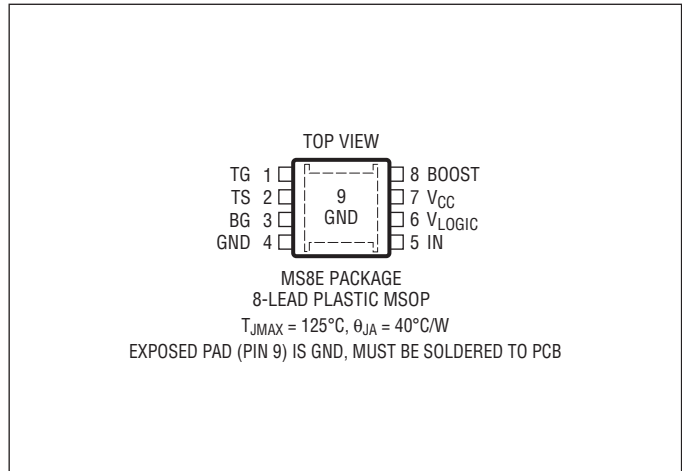 TOP VIEW
TG 1
TS 2
BG 3
GND 4
9
GND
8 BOOST
7 VCC
6 VLOGIC
5 IN
MS8E PACKAGE
8-LEAD PLASTIC MSOP
TJMAX = 125°C, θJA = 40°C/W
EXPOSED PAD (PIN 9) IS GND, MUST BE SOLDERED TO PCB